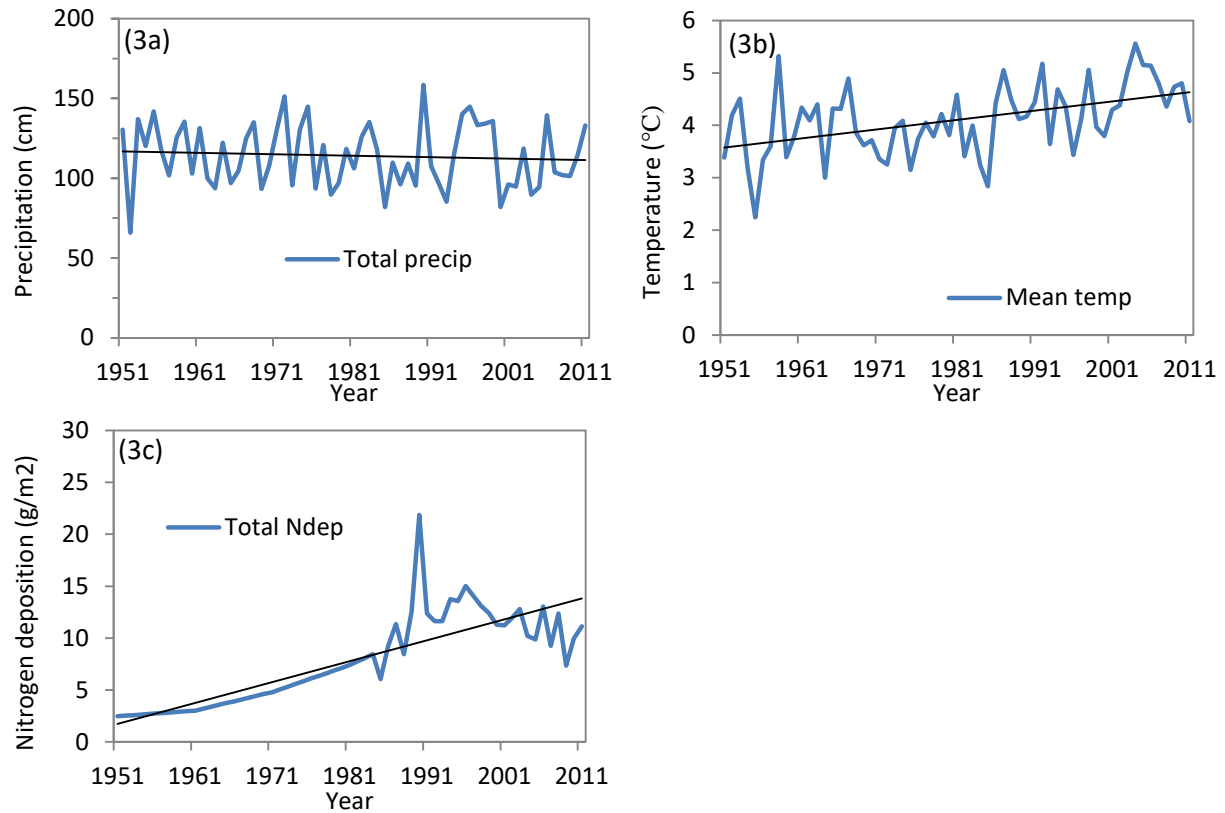 (3a)
Precipitation (cm)
200
150
100
50
0
Total precip
1951 1961 1971 1981 1991 2001 2011
Year
(3b)
Temperature (℃)
6
5
4
3
2
1
0
Mean temp
1951 1961 1971 1981 1991 2001 2011
Year
(3c)
Nitrogen deposition (g/m2)
30
25
20
15
10
5
0
Total Ndep
1951 1961 1971 1981 1991 2001 2011
Year